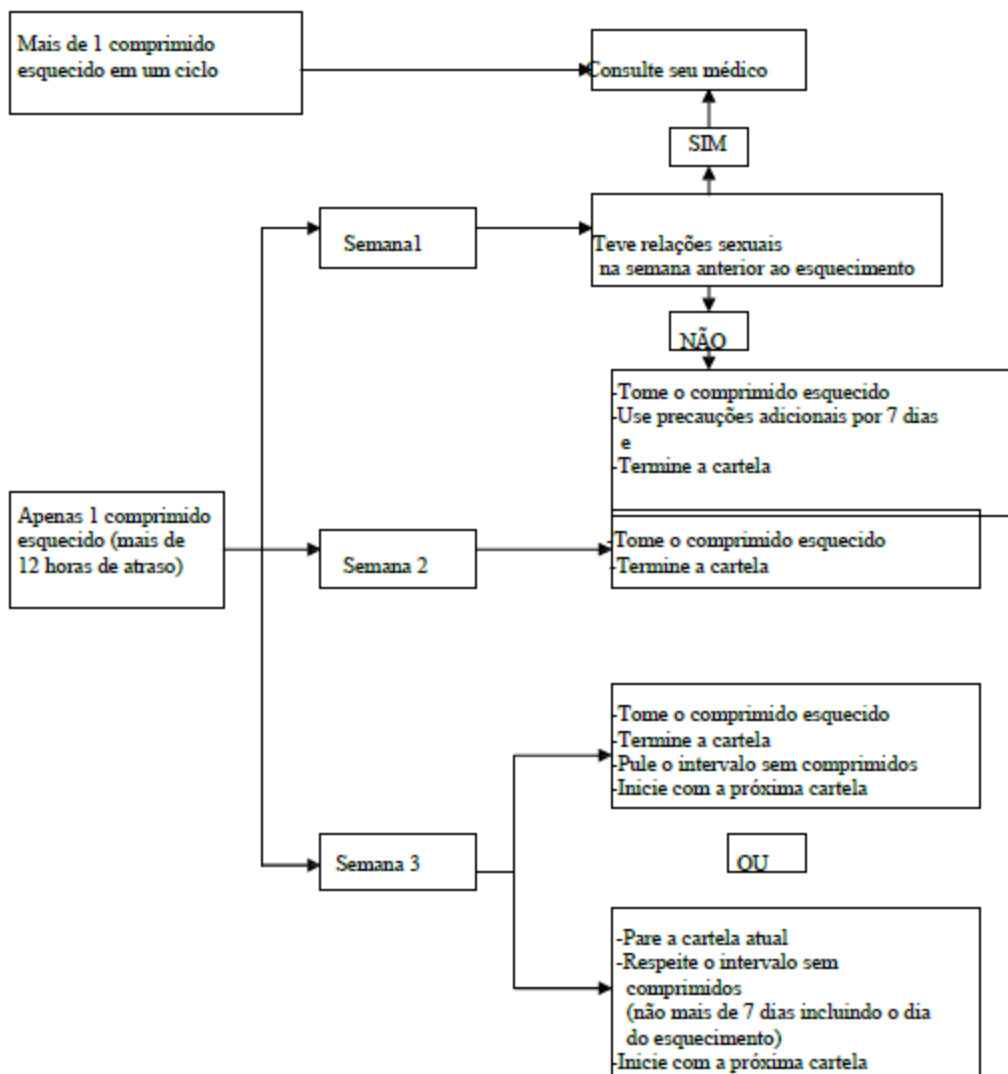 Mais de 1 comprimido
esquecido em um ciclo
Consulte seu médico
SIM
Semana1
Teve relações sexuais
na semana anterior ao esquecimento
NÃO
-Tome o comprimido esquecido
-Use precauções adicionais por 7 dias
e
-Termine a cartela
Apenas 1 comprimido
esquecido (mais de
12 horas de atraso)
Semana 2
-Tome o comprimido esquecido
-Termine a cartela
-Tome o comprimido esquecido
-Termine a cartela
-Pule o intervalo sem comprimidos
-Inicie com a próxima cartela
Semana 3
OU
-Pare a cartela atual
-Respeite o intervalo sem
comprimidos
(não mais de 7 dias incluindo o dia
do esquecimento)
-Inicie com a próxima cartela